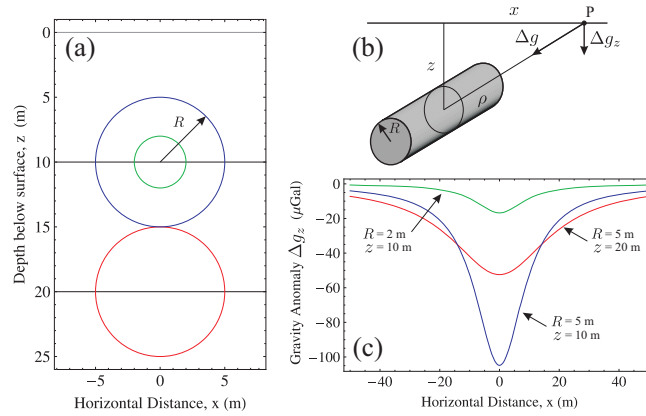 (a)
0
5
10
15
20
25
Depth below surface, z (m)
R
−5
0
5
Horizontal Distance, x (m)
(b)
x
P
Δg
Δg_z
z
ρ
R
0
−20
−40
−60
−80
−100
Gravity Anomaly Δg_z (μGal)
R = 2 m
z = 10 m
R = 5 m
z = 20 m
R = 5 m
z = 10 m
(c)
−40
−20
0
20
40
Horizontal Distance, x (m)